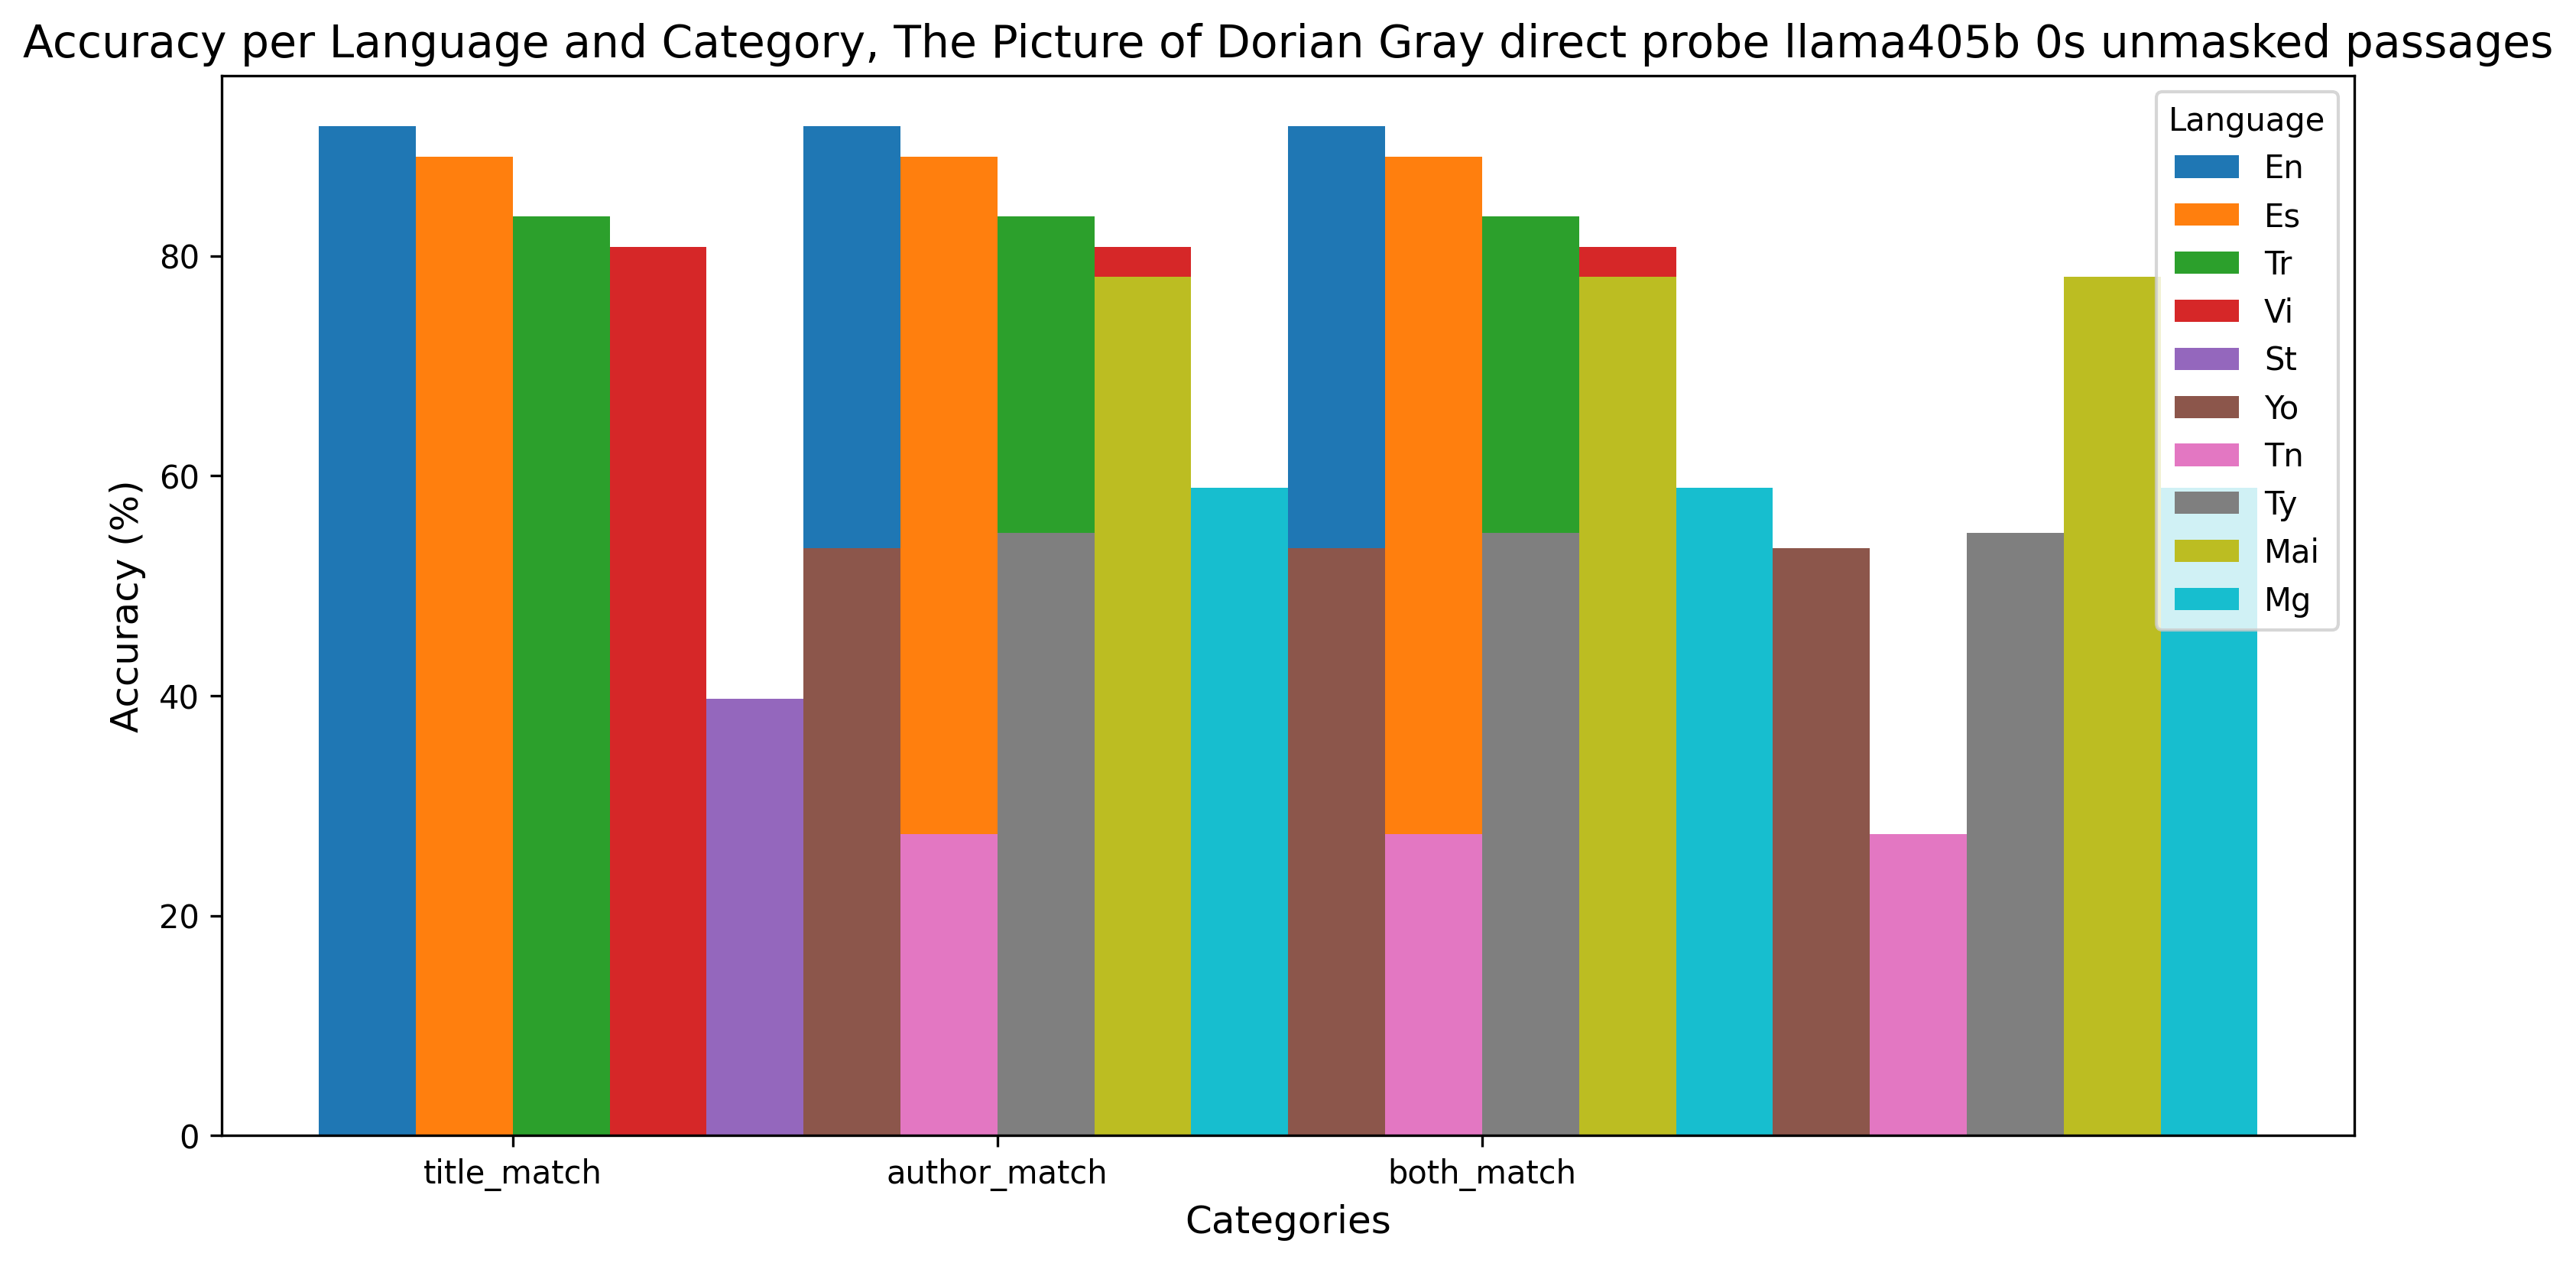 Accuracy per Language and Category, The Picture of Dorian Gray direct probe llama405b 0s unmasked passages
Accuracy (%)
80
60
40
20
0
Language
En
Es
Tr
Vi
St
Yo
Tn
Ty
Mai
Mg
title_match
author_match
both_match
Categories